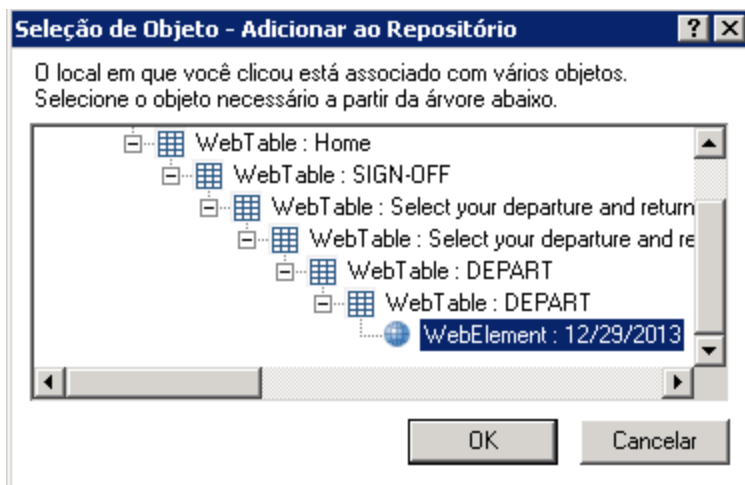 Seleção de Objeto - Adicionar ao Repositório
O local em que você clicou está associado com vários objetos.
Selecione o objeto necessário a partir da árvore abaixo.
WebTable : Home
WebTable : SIGN-OFF
WebTable : Select your departure and return
WebTable : Select your departure and re
WebTable : DEPART
WebTable : DEPART
WebElement : 12/29/2013
OK Cancelar